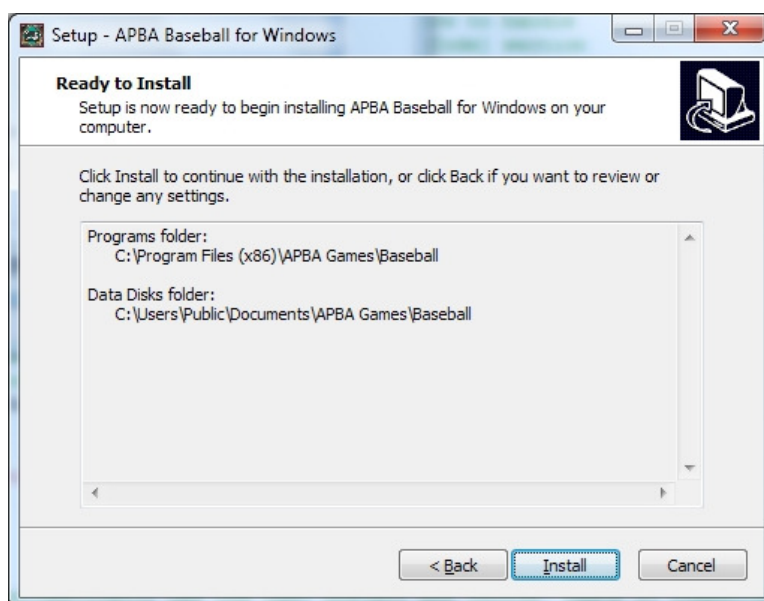 Setup - APBA Baseball for Windows
Ready to Install
Setup is now ready to begin installing APBA Baseball for Windows on your
computer.
Click Install to continue with the installation, or click Back if you want to review or
change any settings.
Programs folder:
C:\Program Files (x86)\APBA Games\Baseball
Data Disks folder:
C:\Users\Public\Documents\APBA Games\Baseball
< Back
Install
Cancel